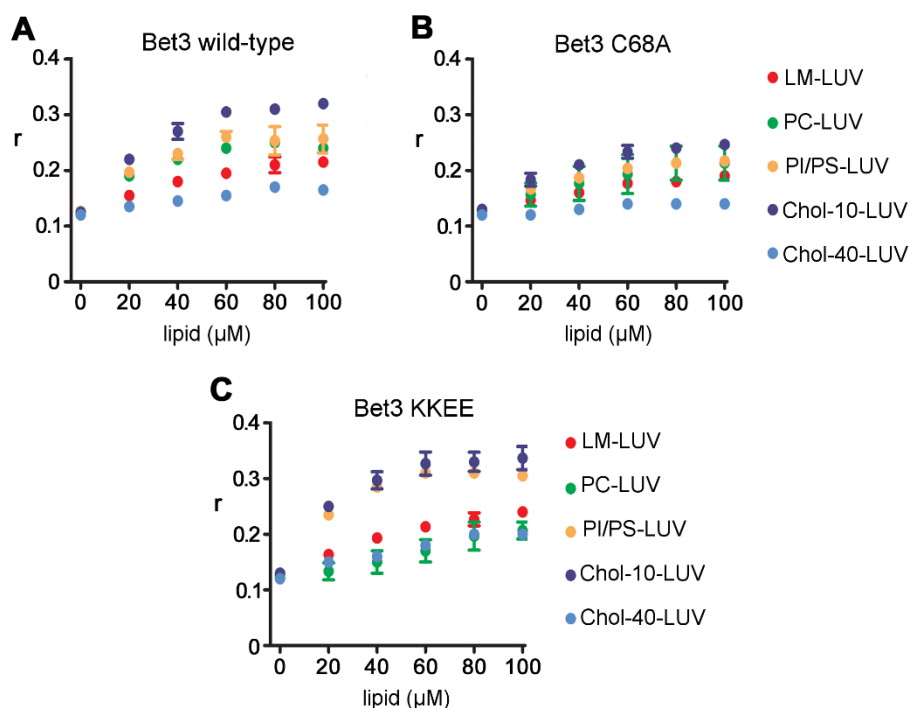 A
Bet3 wild-type
0.4
0.3
r
0.2
0.1
0
0 20 40 60 80 100
lipid (µM)
B
Bet3 C68A
0.4
0.3
r
0.2
0.1
0
0 20 40 60 80 100
lipid (µM)
LM-LUV
PC-LUV
PI/PS-LUV
Chol-10-LUV
Chol-40-LUV
C
Bet3 KKEE
0.4
0.3
r
0.2
0.1
0
0 20 40 60 80 100
lipid (µM)
LM-LUV
PC-LUV
PI/PS-LUV
Chol-10-LUV
Chol-40-LUV